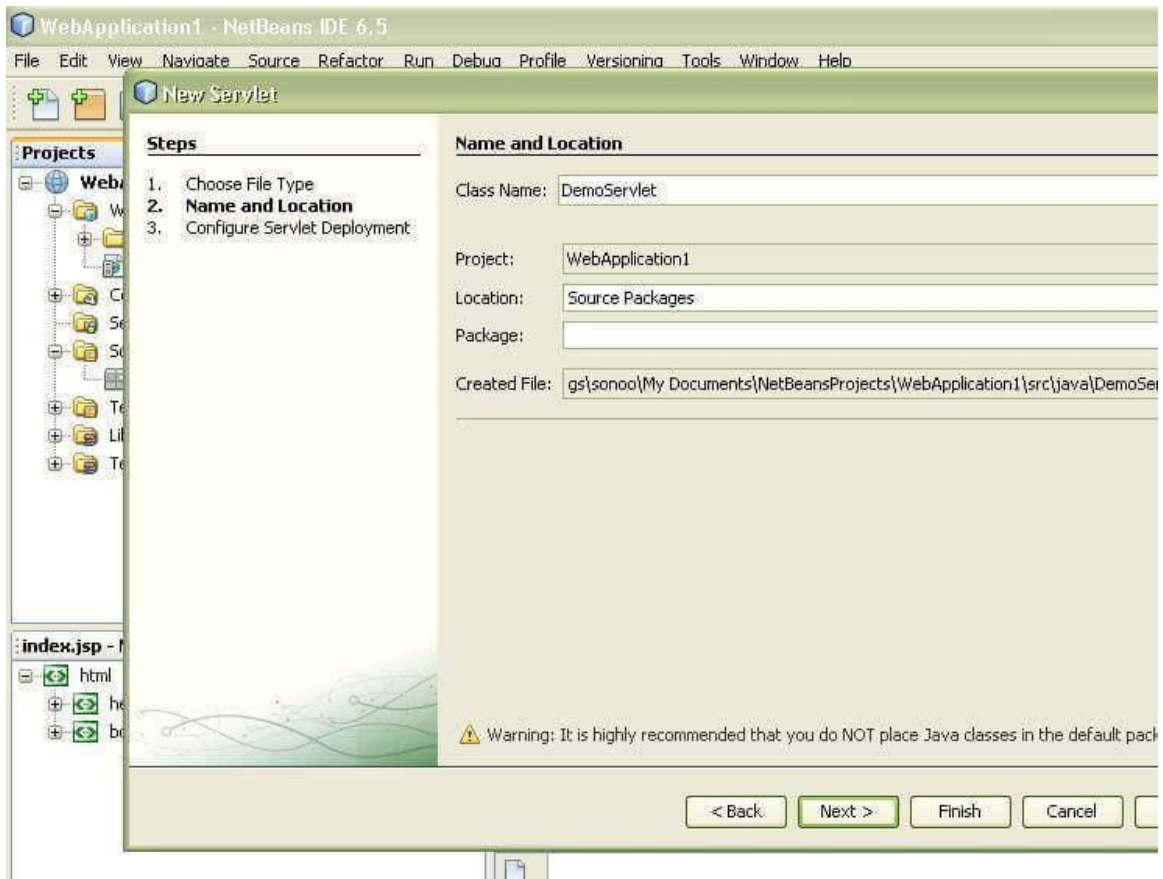 WebApplication1 - NetBeans IDE 6.5
File Edit View Navigate Source Refactor Run Debug Profile Versioning Tools Window Help
New Servlet
Projects
Steps
1. Choose File Type
2. Name and Location
3. Configure Servlet Deployment
Name and Location
Class Name: DemoServlet
Project: WebApplication1
Location: Source Packages
Package:
Created File: gs\sonoo\My Documents\NetBeansProjects\WebApplication1\src\java\DemoSer
index.jsp -
html
Warning: It is highly recommended that you do NOT place Java classes in the default pack
< Back Next > Finish Cancel